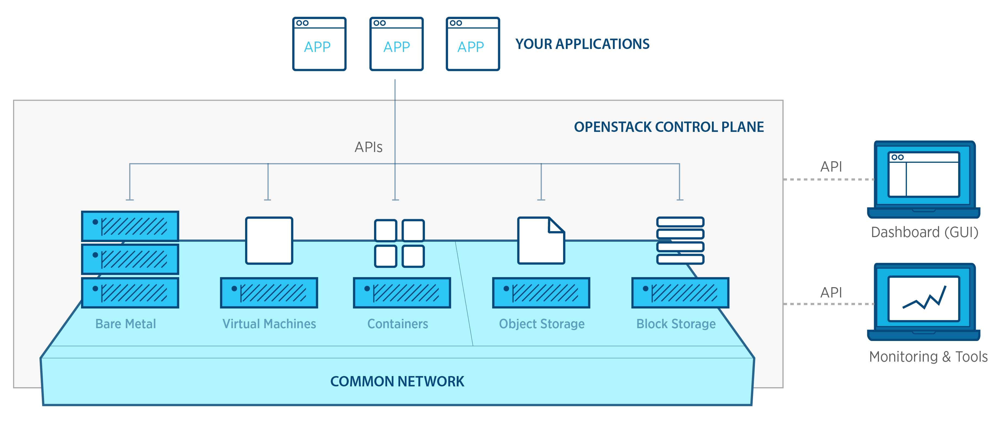 APP
APP
APP
YOUR APPLICATIONS
OPENSTACK CONTROL PLANE
APIs
API
Dashboard (GUI)
API
Monitoring & Tools
Bare Metal
Virtual Machines
Containers
Object Storage
Block Storage
COMMON NETWORK